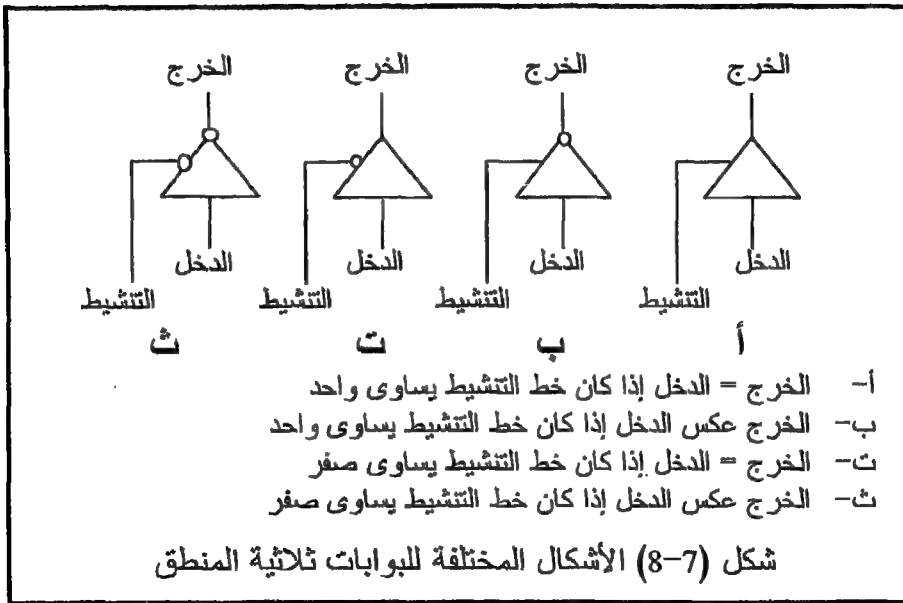 الخرج الخرج الخرج الخرج
الدخل الدخل الدخل الدخل
التنشيط التنشيط التنشيط التنشيط
أ ب ت ث
أ- الخرج = الدخل إذا كان خط التنشيط يساوى واحد
ب- الخرج عكس الدخل إذا كان خط التنشيط يساوى واحد
ت- الخرج = الدخل إذا كان خط التنشيط يساوى صفر
ث- الخرج عكس الدخل إذا كان خط التنشيط يساوى صفر
شكل (7-8) الأشكال المختلفة للبوابات ثلاثية المنطق